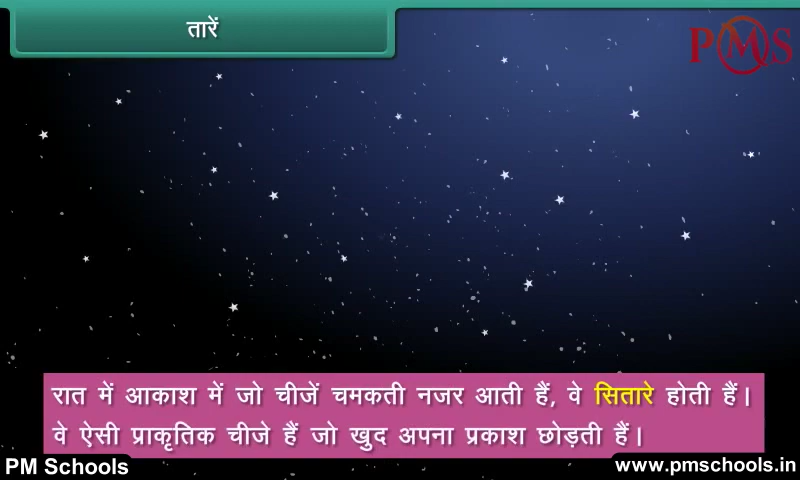 तारें
PMS
रात में आकाश में जो चीजें चमकती नजर आती हैं, वे सितारे होती हैं।
वे ऐसी प्राकृतिक चीजे हैं जो खुद अपना प्रकाश छोड़ती हैं।
PM Schools
www.pmschools.in